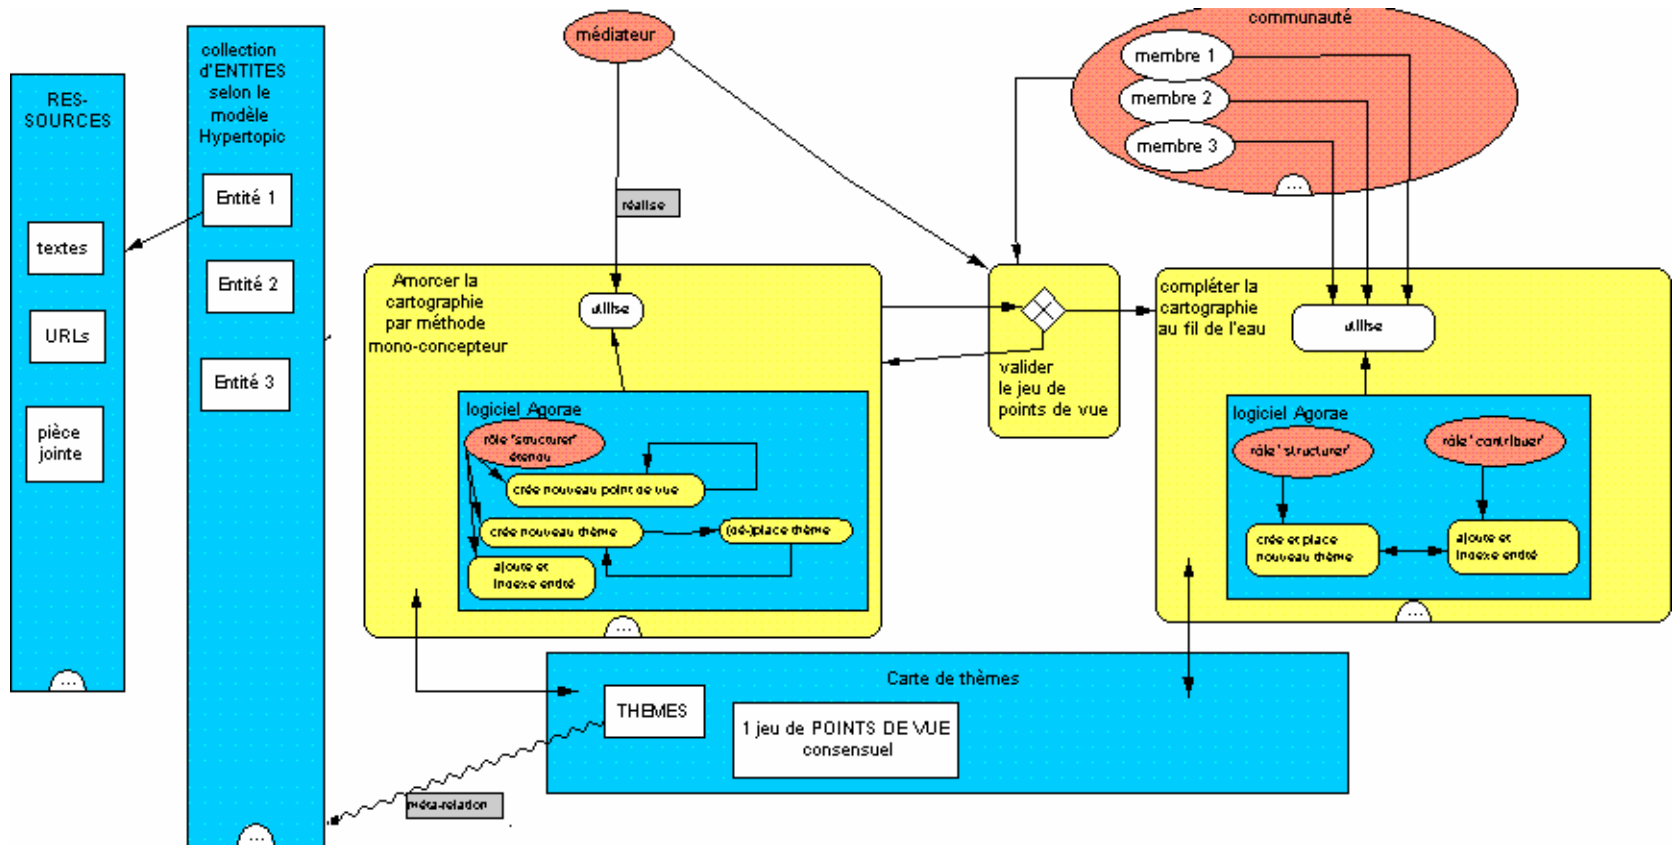 RES-
SOURCES
textes
URLs
pièce
jointe
...
collection
d'ENTITES
selon le
modèle
Hypertopic
Entité 1
Entité 2
Entité 3
...
médiateur
réalise
Amorcer la
cartographie
par méthode
mono-concepteur
utilise
logiciel Agorae
rôle "structurer"
étendu
crée nouveau point de vue
crée nouveau thème
(dé-)place thème
ajoute et
indexe entité
...
valider
le jeu de
points de vue
communauté
membre 1
membre 2
membre 3
...
compléter la
cartographie
au fil de l'eau
utilise
logiciel Agorae
rôle "structurer"
rôle "contribuer"
crée et place
nouveau thème
ajoute et
indexe entité
...
Carte de thèmes
THEMES
1 jeu de POINTS DE VUE
consensuel
méta-relation